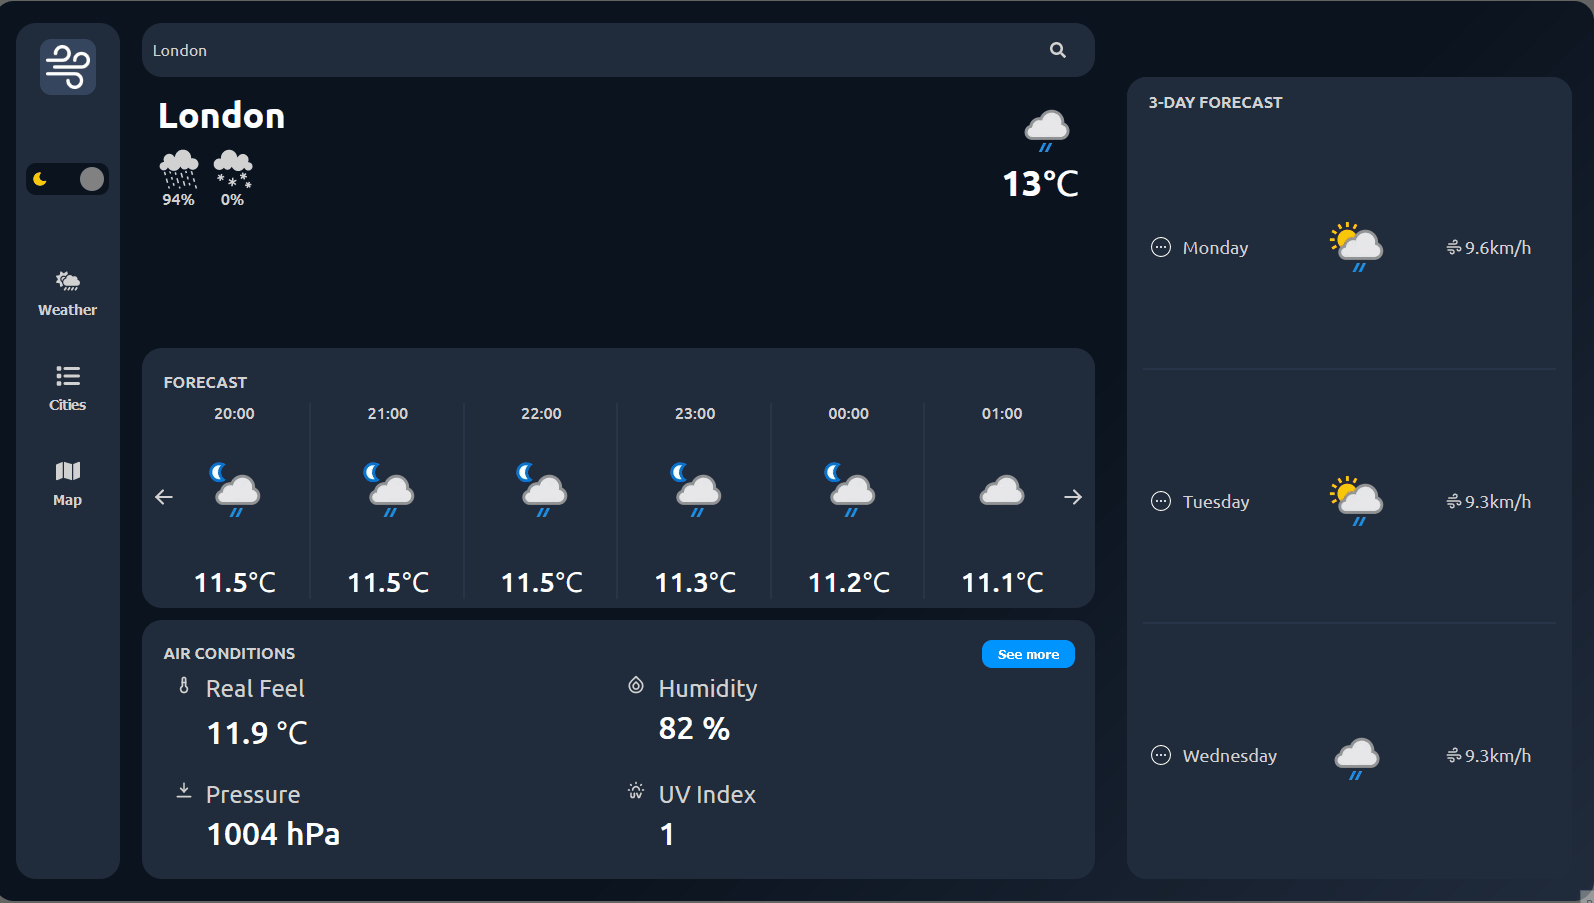 London
London
94% 0%
13°C
Weather
Cities
Map
FORECAST
20:00 21:00 22:00 23:00 00:00 01:00
11.5°C 11.5°C 11.5°C 11.3°C 11.2°C 11.1°C
AIR CONDITIONS
See more
Real Feel
11.9 °C
Humidity
82 %
Pressure
1004 hPa
UV Index
1
3-DAY FORECAST
Monday 9.6km/h
Tuesday 9.3km/h
Wednesday 9.3km/h